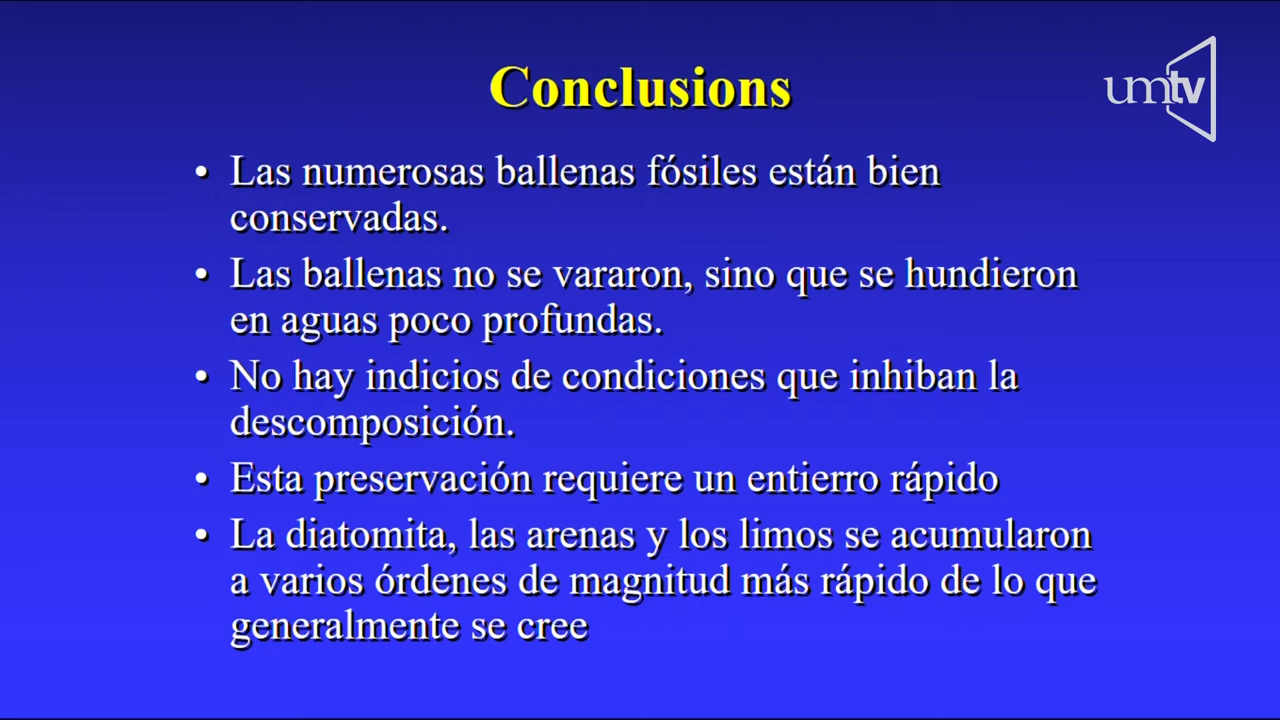 Conclusions
umtv
• Las numerosas ballenas fósiles están bien
conservadas.
• Las ballenas no se vararon, sino que se hundieron
en aguas poco profundas.
• No hay indicios de condiciones que inhiban la
descomposición.
• Esta preservación requiere un entierro rápido
• La diatomita, las arenas y los limos se acumularon
a varios órdenes de magnitud más rápido de lo que
generalmente se cree